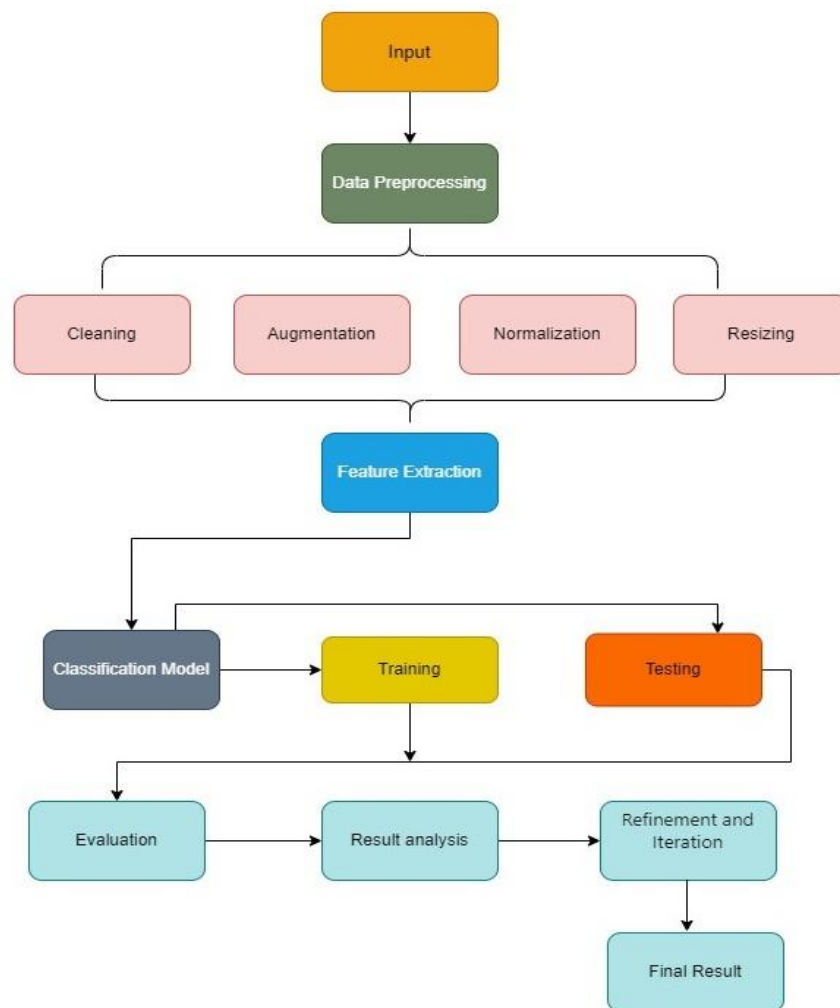 Input
Data Preprocessing
Cleaning
Augmentation
Normalization
Resizing
Feature Extraction
Classification Model
Training
Testing
Evaluation
Result analysis
Refinement and
Iteration
Final Result